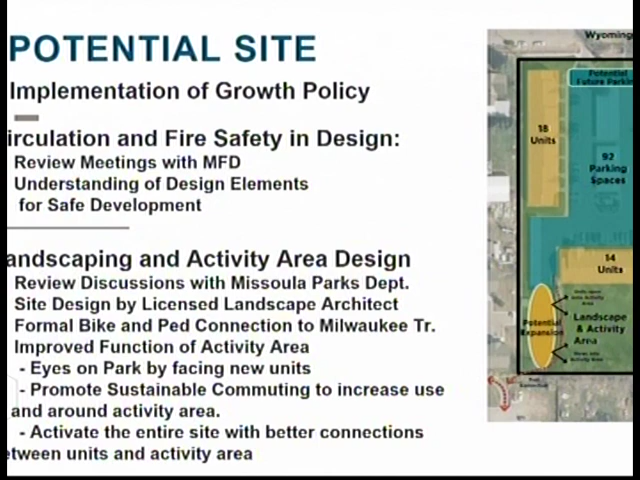 POTENTIAL SITE
Implementation of Growth Policy
irculation and Fire Safety in Design:
Review Meetings with MFD
Understanding of Design Elements
for Safe Development
andscaping and Activity Area Design
Review Discussions with Missoula Parks Dept.
Site Design by Licensed Landscape Architect
Formal Bike and Ped Connection to Milwaukee Tr.
Improved Function of Activity Area
- Eyes on Park by facing new units
- Promote Sustainable Commuting to increase use
and around activity area.
- Activate the entire site with better connections
etween units and activity area
Wyoming
Potential
Future Parkin
18
Units
92
Parking
Spaces
14
Units
Potential
Expansion
Landscape
& Activity
Area